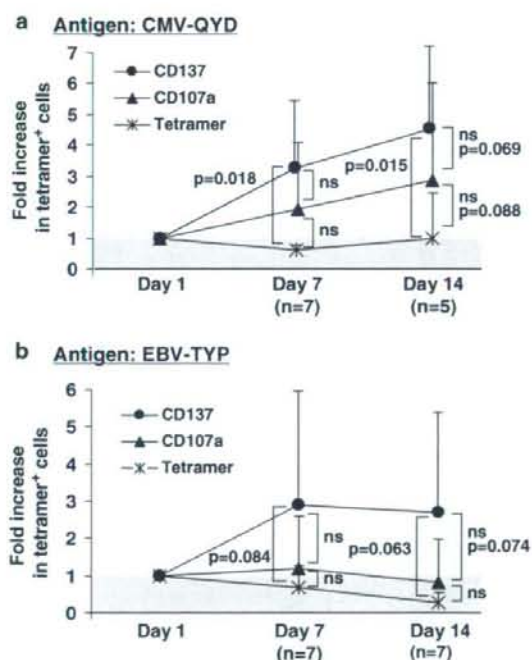 a Antigen: CMV-QYD
Fold increase
in tetramer+ cells
7
6
5
4
3
2
1
0
CD137
CD107a
Tetramer
p=0.018
ns
ns
p=0.015
ns
p=0.069
ns
p=0.088
Day 1
Day 7
(n=7)
Day 14
(n=5)
b Antigen: EBV-TYP
Fold increase
in tetramer+ cells
6
5
4
3
2
1
0
CD137
CD107a
Tetramer
p=0.084
ns
ns
p=0.063
ns
p=0.074
ns
Day 1
Day 7
(n=7)
Day 14
(n=7)